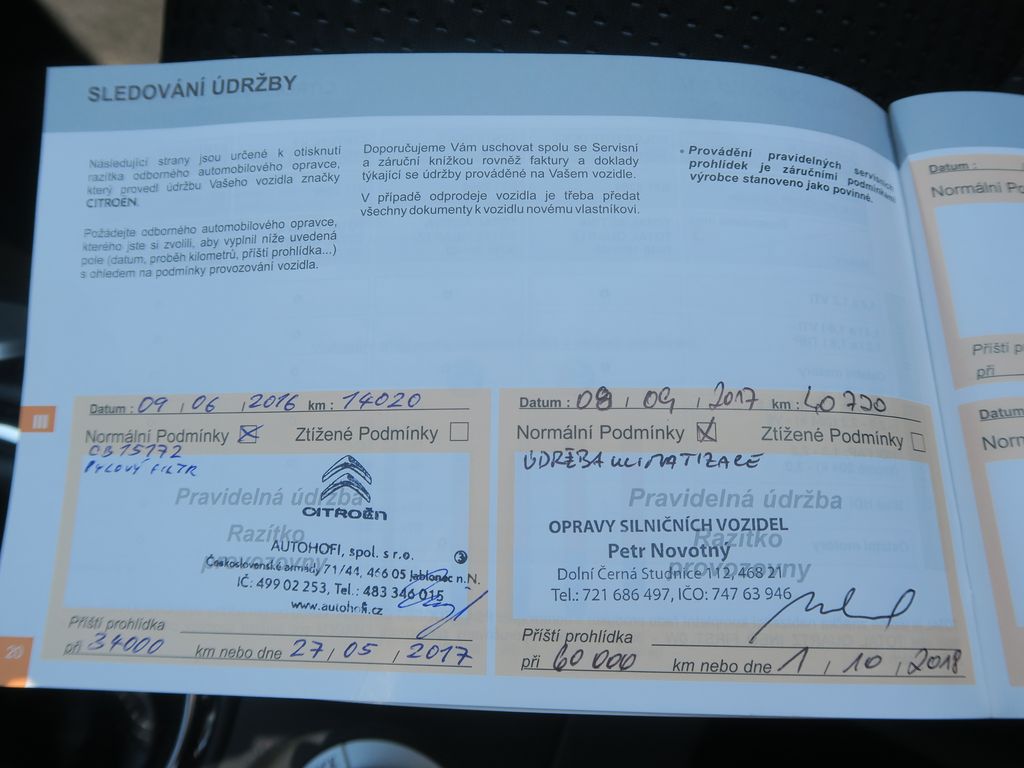 SLEDOVÁNÍ ÚDRŽBY
Následující strany jsou určené k otisknutí
razítka odborného automobilového opravce,
který provedl údržbu Vašeho vozidla značky
CITROËN.
Požádejte odborného automobilového opravce,
kterého jste si zvolili, aby vyplnil níže uvedená
pole (datum, proběh kilometrů, příští prohlídka...)
s ohledem na podmínky provozování vozidla.
Doporučujeme Vám uschovat spolu se Servisní
a záruční knížkou rovněž faktury a doklady
týkající se údržby prováděné na Vašem vozidle.
V případě odprodeje vozidla je třeba předat
všechny dokumenty k vozidlu novému vlastníkovi.
• Provádění pravidelných servisních
prohlídek je záručními podmínkami
výrobce stanoveno jako povinné.
III
Datum : 09 / 06 / 2016 km : 14020
Normální Podmínky ☒ Ztížené Podmínky ☐
CB15172
PYLOVÝ FILTR
Pravidelná údržba
CITROËN
Razítko
provozovny
AUTOHOFI, spol. s r.o. 3
Československé armády 71/44, 466 05 Jablonec n.N.
IČ: 499 02 253, Tel.: 483 346 015
www.autohofi.cz
Příští prohlídka
při 34000 km nebo dne 27 / 05 / 2017
20
Datum : 08 / 09 / 2017 km : 40720
Normální Podmínky ☒ Ztížené Podmínky ☐
ÚDRŽBA KLIMATIZACE
Pravidelná údržba
OPRAVY SILNIČNÍCH VOZIDEL
Razítko
Petr Novotný
provozovny
Dolní Černá Studnice 112, 468 21
Tel.: 721 686 497, IČO: 747 63 946
Příští prohlídka
při 60 000 km nebo dne 1 / 10 / 2018
Datum :
Normální Po
Příští p
při
Datum
Norm